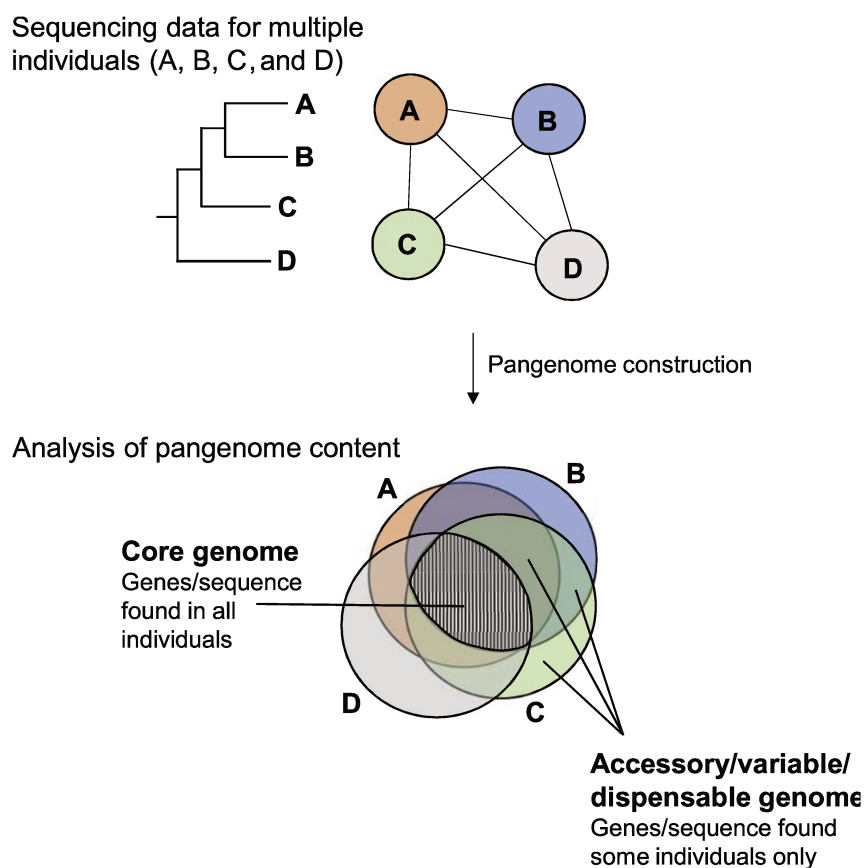 Sequencing data for multiple
individuals (A, B, C, and D)
A
B
C
D
A
B
C
D
Pangenome construction
Analysis of pangenome content
A
B
Core genome
Genes/sequence
found in all
individuals
D
C
Accessory/variable/
dispensable genome
Genes/sequence found
some individuals only